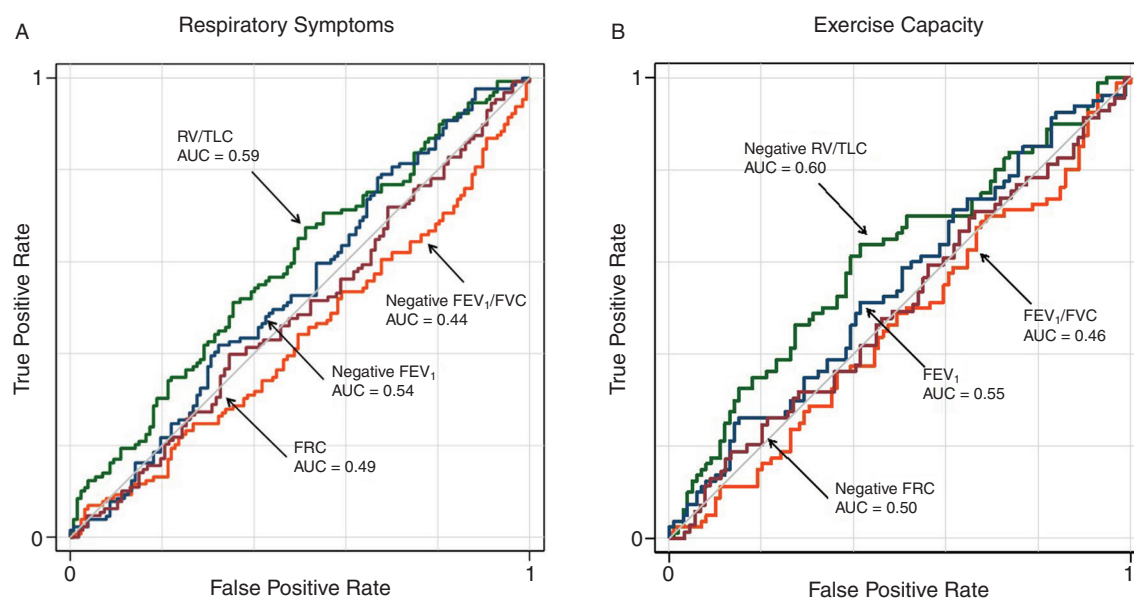 A
Respiratory Symptoms
1
RV/TLC
AUC = 0.59
Negative FEV₁/FVC
AUC = 0.44
Negative FEV₁
AUC = 0.54
FRC
AUC = 0.49
True Positive Rate
0
0
1
False Positive Rate
B
Exercise Capacity
1
Negative RV/TLC
AUC = 0.60
FEV₁/FVC
AUC = 0.46
FEV₁
AUC = 0.55
Negative FRC
AUC = 0.50
True Positive Rate
0
0
1
False Positive Rate